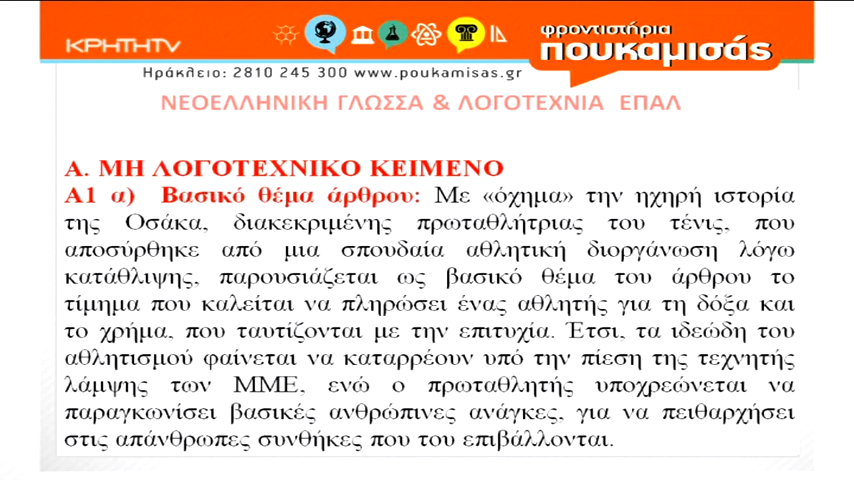 ΚΡΗΤΗTV
φροντιστήρια
πουκαμισάς
Ηράκλειο: 2810 245 300 www.poukamisas.gr
ΝΕΟΕΛΛΗΝΙΚΗ ΓΛΩΣΣΑ & ΛΟΓΟΤΕΧΝΙΑ ΕΠΑΛ
Α. ΜΗ ΛΟΓΟΤΕΧΝΙΚΟ ΚΕΙΜΕΝΟ
Α1 α) Βασικό θέμα άρθρου: Με «όχημα» την ηχηρή ιστορία
της Οσάκα, διακεκριμένης πρωταθλήτριας του τένις, που
αποσύρθηκε από μια σπουδαία αθλητική διοργάνωση λόγω
κατάθλιψης, παρουσιάζεται ως βασικό θέμα του άρθρου το
τίμημα που καλείται να πληρώσει ένας αθλητής για τη δόξα και
το χρήμα, που ταυτίζονται με την επιτυχία. Έτσι, τα ιδεώδη του
αθλητισμού φαίνεται να καταρρέουν υπό την πίεση της τεχνητής
λάμψης των ΜΜΕ, ενώ ο πρωταθλητής υποχρεώνεται να
παραγκωνίσει βασικές ανθρώπινες ανάγκες, για να πειθαρχήσει
στις απάνθρωπες συνθήκες που του επιβάλλονται.